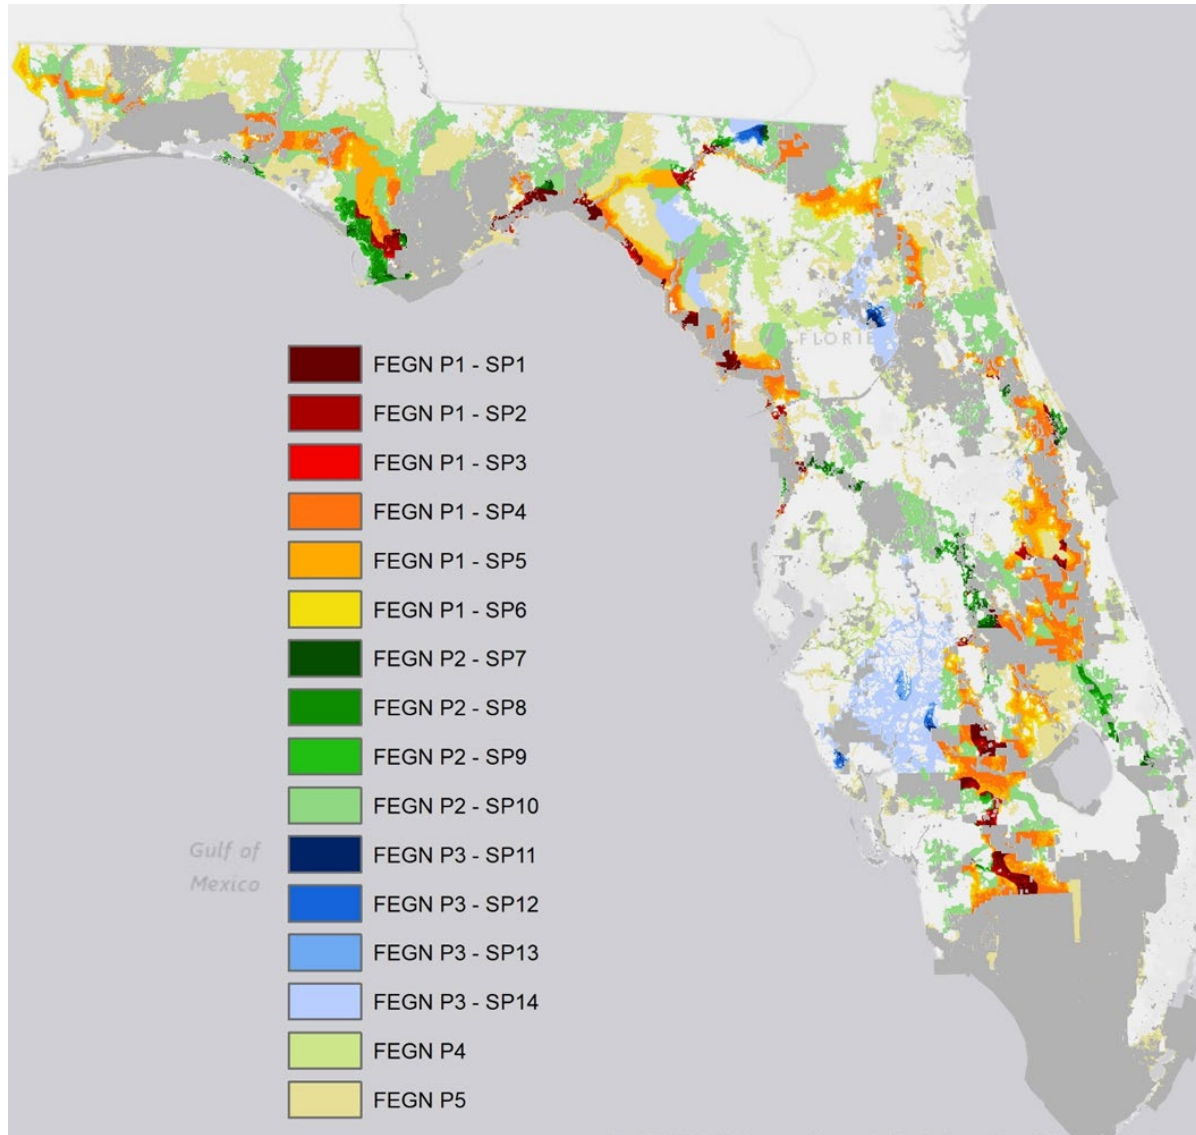 FLORIE
FEGN P1 - SP1
FEGN P1 - SP2
FEGN P1 - SP3
FEGN P1 - SP4
FEGN P1 - SP5
FEGN P1 - SP6
FEGN P2 - SP7
FEGN P2 - SP8
FEGN P2 - SP9
FEGN P2 - SP10
FEGN P3 - SP11
Gulf of
Mexico
FEGN P3 - SP12
FEGN P3 - SP13
FEGN P3 - SP14
FEGN P4
FEGN P5